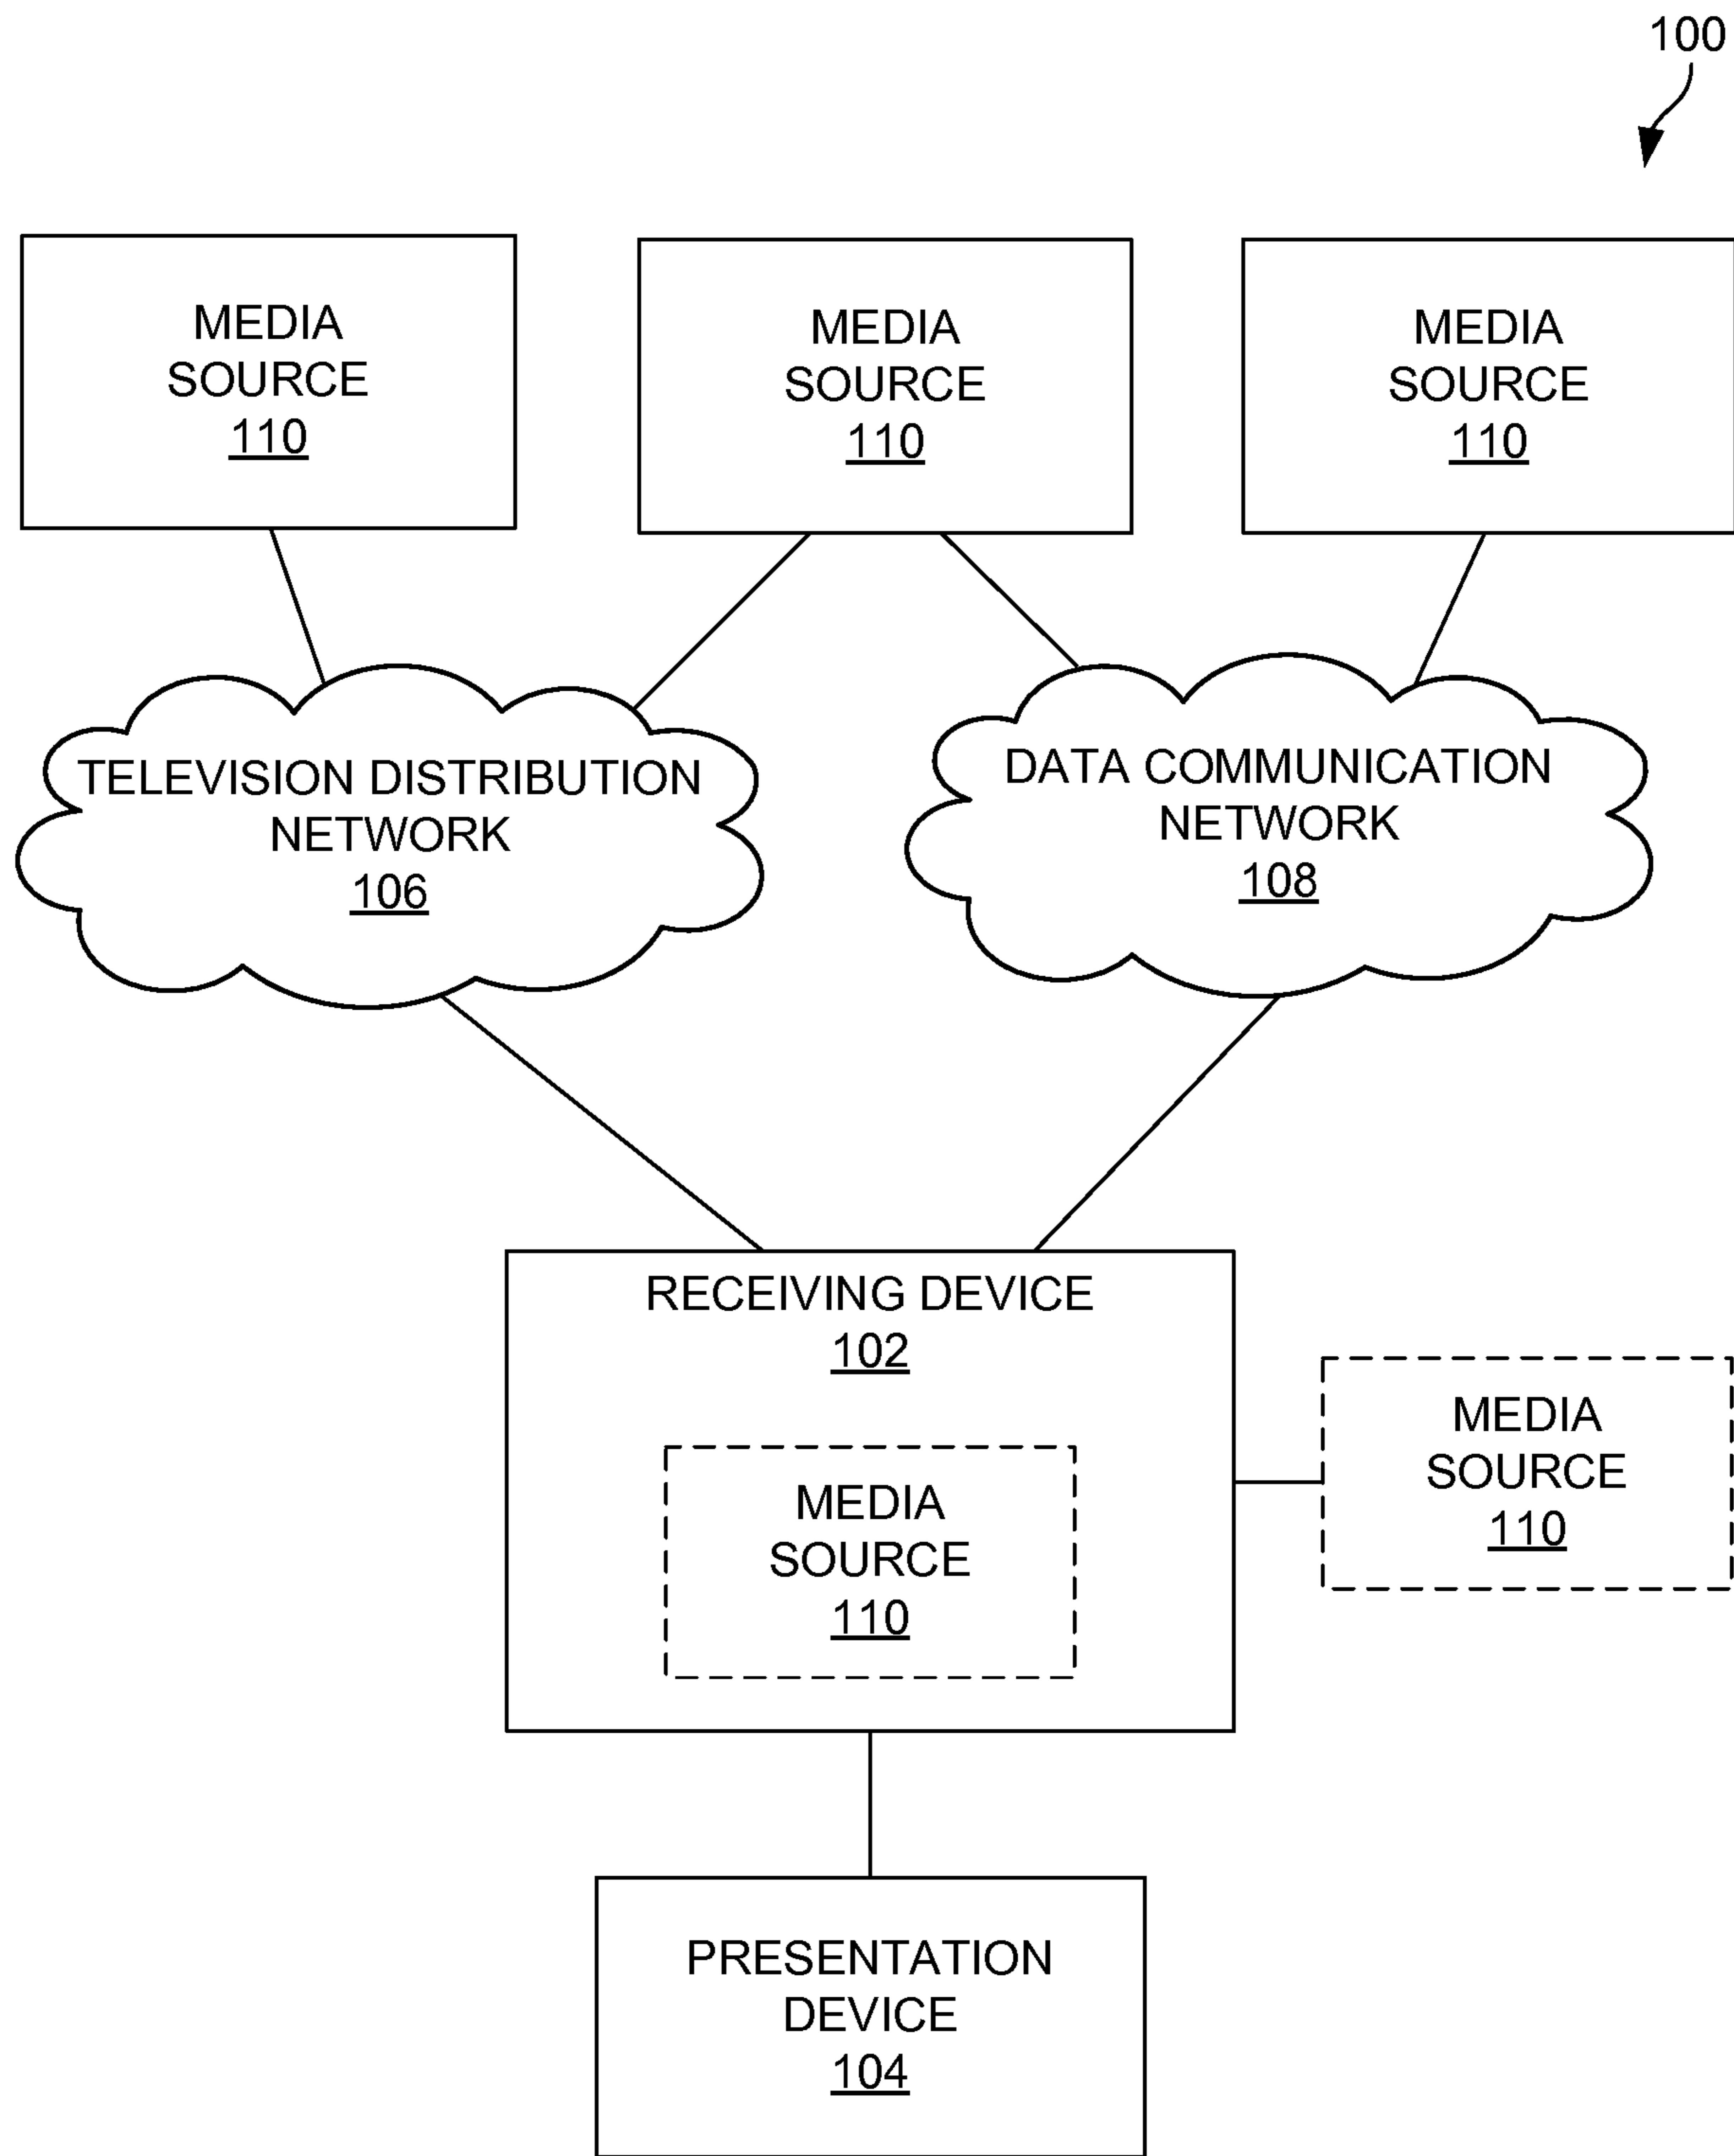 100
MEDIA
SOURCE
110
MEDIA
SOURCE
110
MEDIA
SOURCE
110
TELEVISION DISTRIBUTION
NETWORK
106
DATA COMMUNICATION
NETWORK
108
RECEIVING DEVICE
102
MEDIA
SOURCE
110
MEDIA
SOURCE
110
PRESENTATION
DEVICE
104